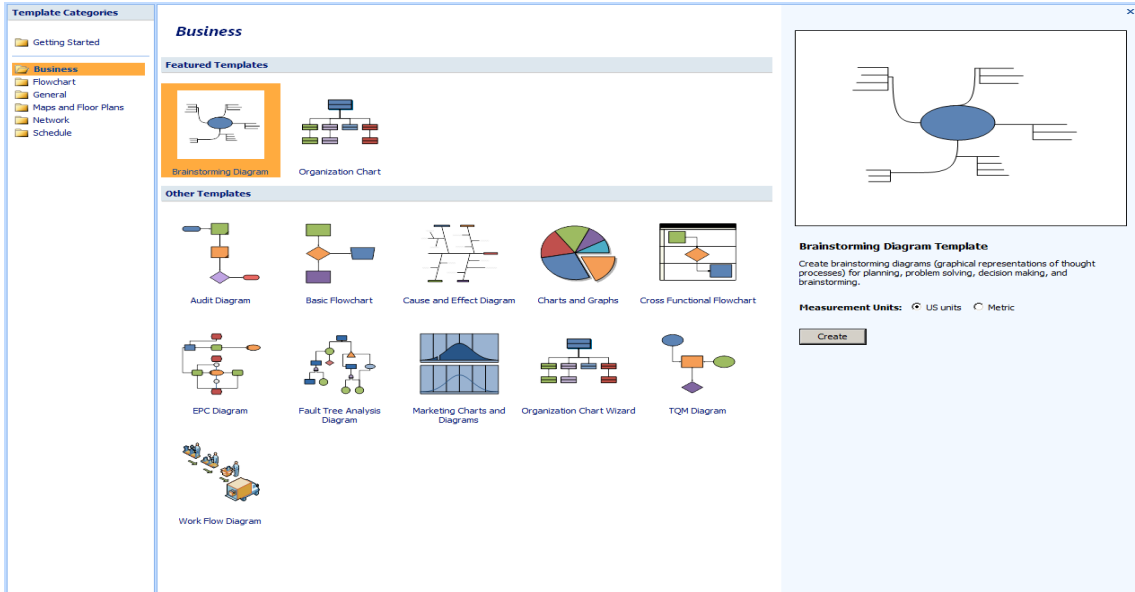 Template Categories
Getting Started
Business
Flowchart
General
Maps and Floor Plans
Network
Schedule
Business
Featured Templates
Brainstorming Diagram
Organization Chart
Other Templates
Audit Diagram
Basic Flowchart
Cause and Effect Diagram
Charts and Graphs
Cross Functional Flowchart
EPC Diagram
Fault Tree Analysis
Diagram
Marketing Charts and
Diagrams
Organization Chart Wizard
TQM Diagram
Work Flow Diagram
Brainstorming Diagram Template
Create brainstorming diagrams (graphical representations of thought
processes) for planning, problem solving, decision making, and
brainstorming.
Measurement Units: US units Metric
Create